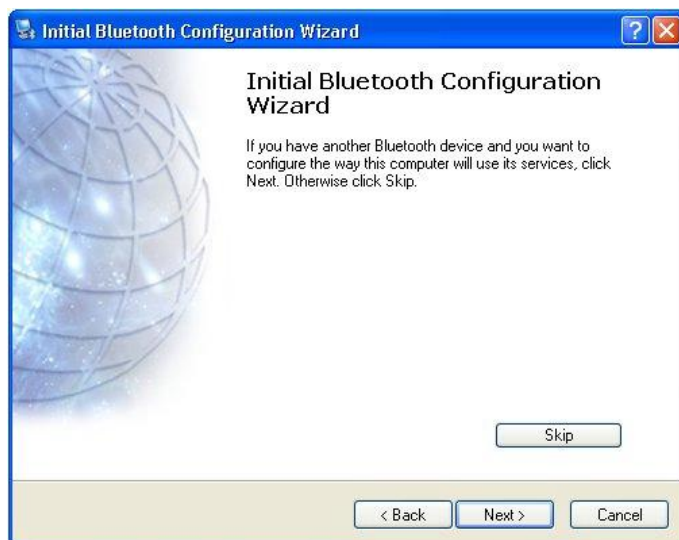 Initial Bluetooth Configuration Wizard
?
Initial Bluetooth Configuration
Wizard
If you have another Bluetooth device and you want to
configure the way this computer will use its services, click
Next. Otherwise click Skip.
Skip
< Back
Next >
Cancel